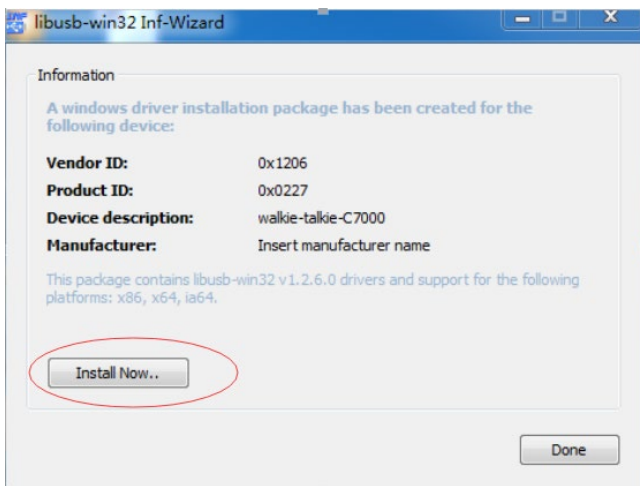 libusb-win32 Inf-Wizard
Information
A windows driver installation package has been created for the
following device:
Vendor ID: 0x1206
Product ID: 0x0227
Device description: walkie-talkie-C7000
Manufacturer: Insert manufacturer name
This package contains libusb-win32 v1.2.6.0 drivers and support for the following
platforms: x86, x64, ia64.
Install Now..
Done